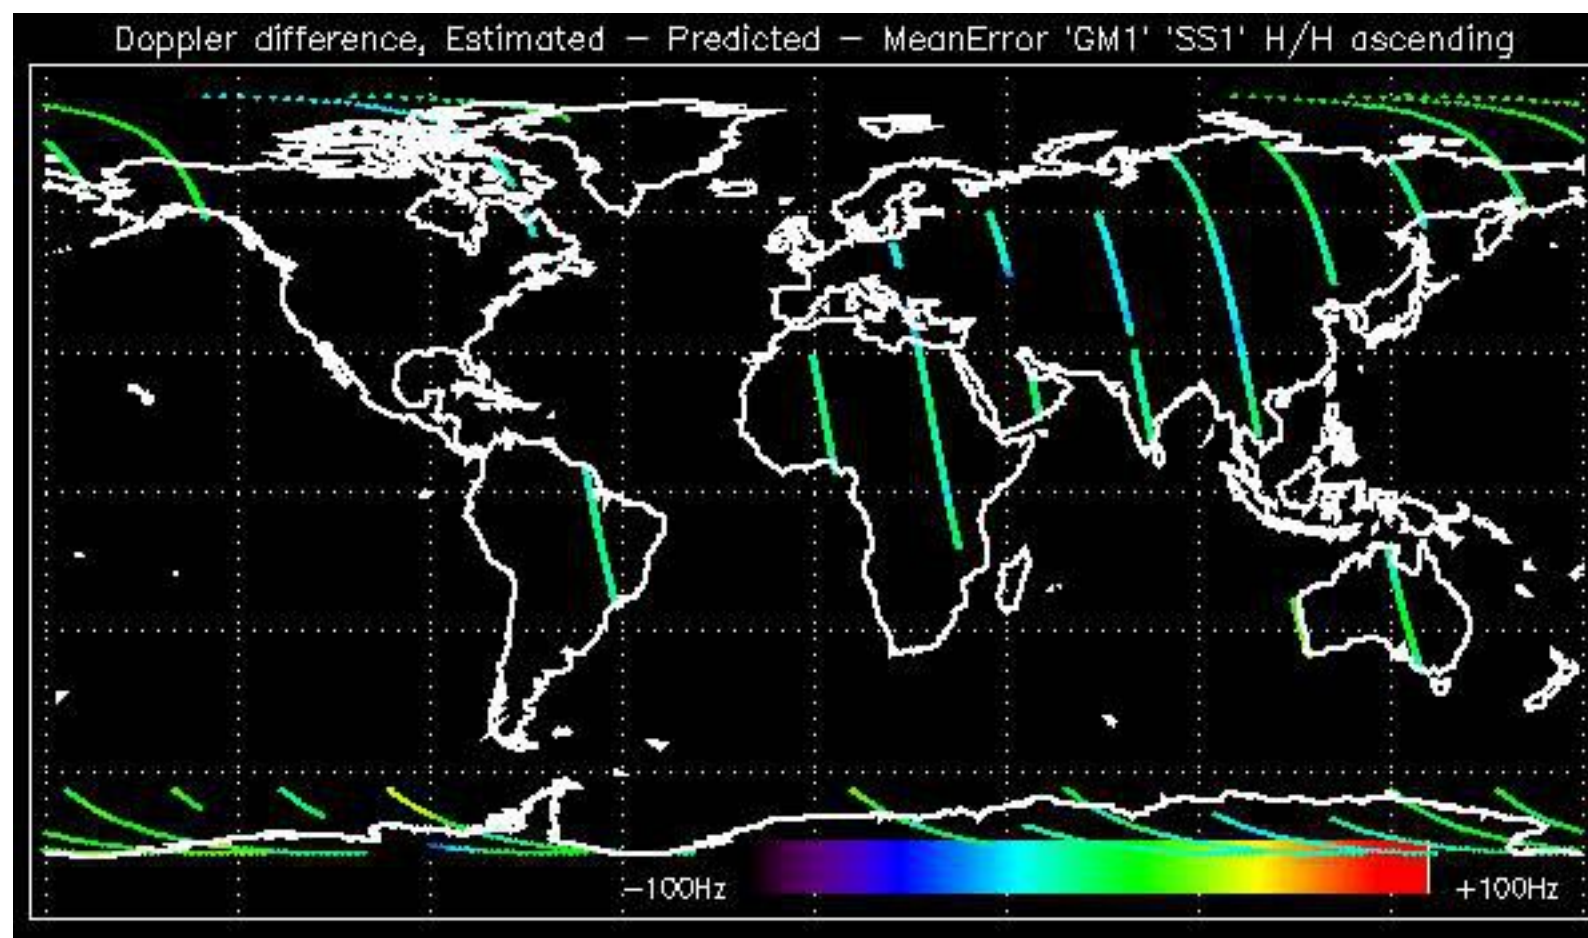 Doppler difference, Estimated – Predicted – MeanError 'GM1' 'SS1' H/H ascending
–100Hz
+100Hz